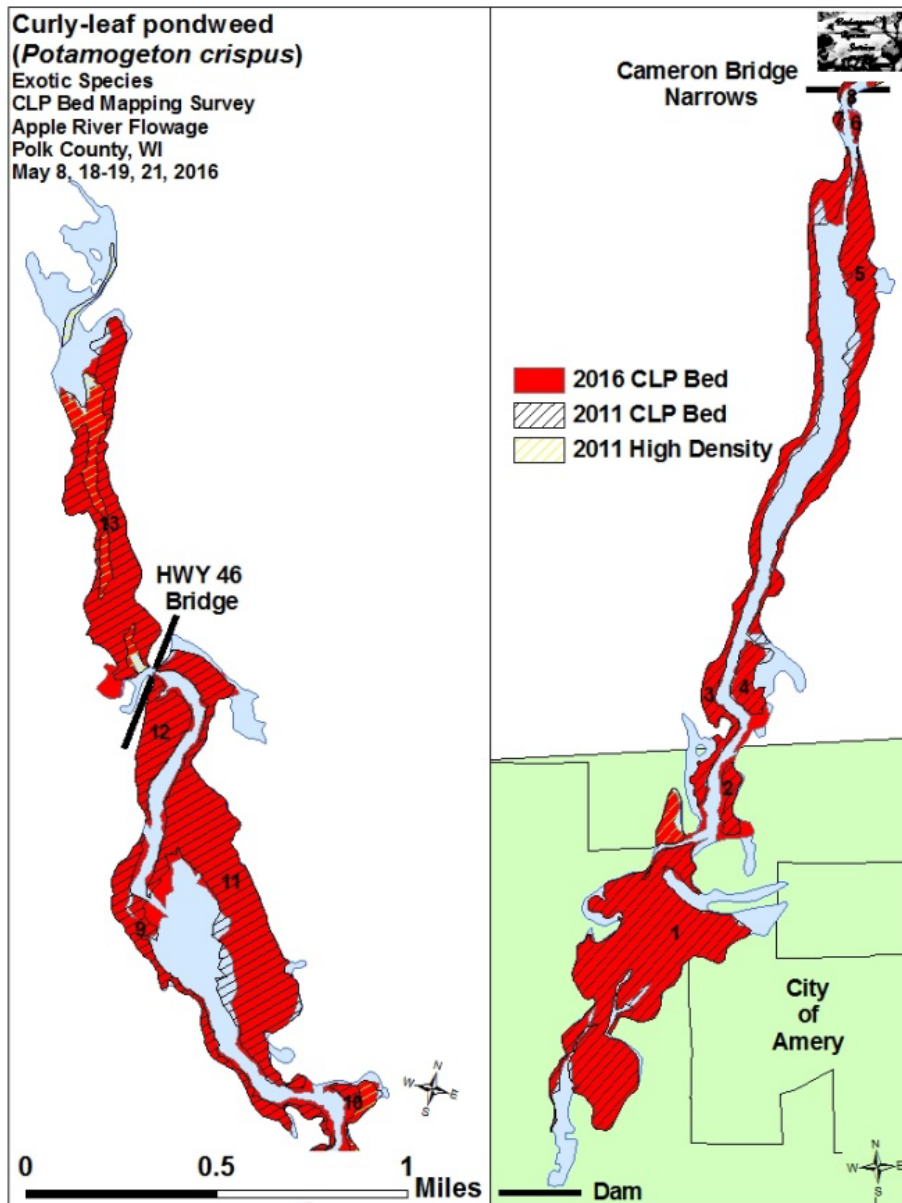 Curly-leaf pondweed
(Potamogeton crispus)
Exotic Species
CLP Bed Mapping Survey
Apple River Flowage
Polk County, WI
May 8, 18-19, 21, 2016
13
HWY 46
Bridge
12
11
9
10
N
W E
S
0 0.5 1
Miles
Cameron Bridge
Narrows
8
7 6
5
2016 CLP Bed
2011 CLP Bed
2011 High Density
3 4
2
1
City
of
Amery
N
W E
S
Dam